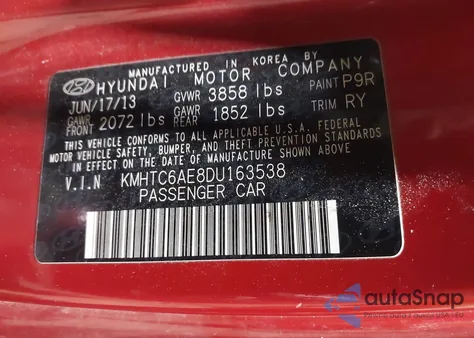 MANUFACTURED IN KOREA BY
HYUNDAI MOTOR COMPANY
JUN/17/13 GVWR 3858 lbs PAINT P9R
GAWR FRONT 2072 lbs GAWR REAR 1852 lbs TRIM RY
THIS VEHICLE CONFORMS TO ALL APPLICABLE U.S.A. FEDERAL
MOTOR VEHICLE SAFETY, BUMPER, AND THEFT PREVENTION STANDARDS
IN EFFECT ON THE DATE OF MANUFACTURE SHOWN ABOVE.
V.I.N KMHTC6AE8DU163538
PASSENGER CAR
autaSnap